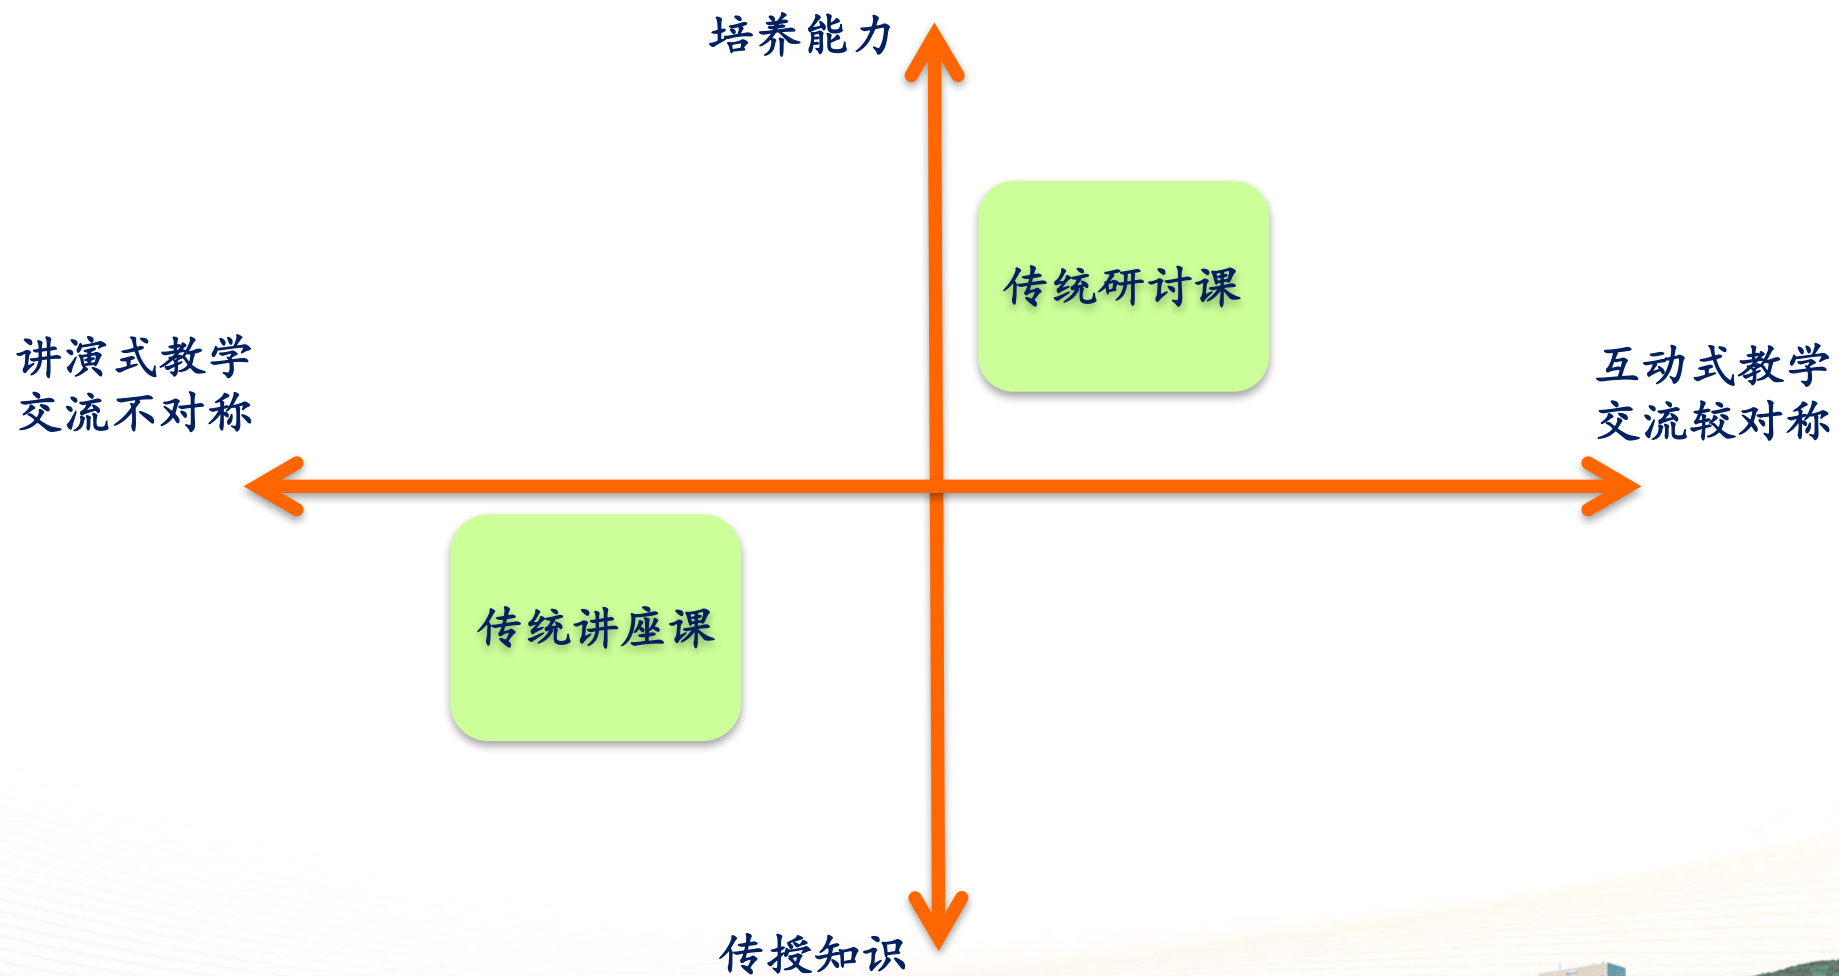 培养能力
传统研讨课
讲演式教学
交流不对称
互动式教学
交流较对称
传统讲座课
传授知识